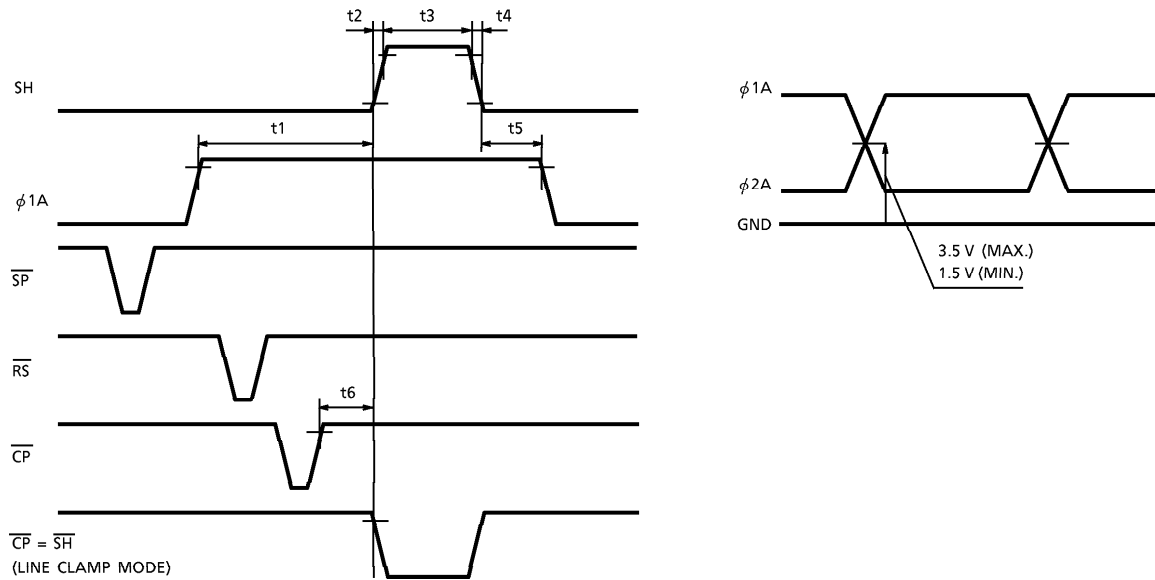 t2 t3 t4
SH
t1 t5
ϕ1A
SP
RS
t6
CP
CP = SH
(LINE CLAMP MODE)
ϕ1A
ϕ2A
GND
3.5 V (MAX.)
1.5 V (MIN.)